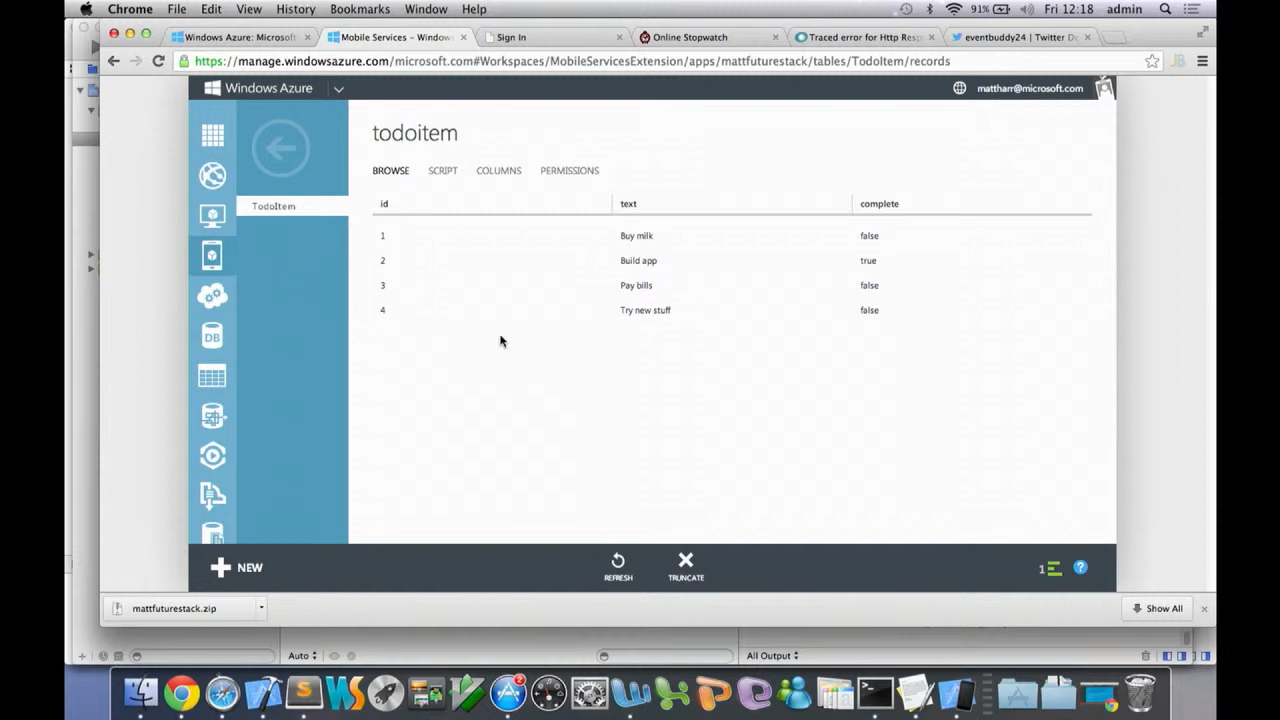 Chrome File Edit View History Bookmarks Window Help 91% Fri 12:18 admin
Windows Azure: Microsoft Mobile Services – Windows Sign In Online Stopwatch Traced error for Http Resp eventbuddy24 | Twitter De
https://manage.windowsazure.com/microsoft.com#Workspaces/MobileServicesExtension/apps/mattfuturestack/tables/TodoItem/records
Windows Azure mattharr@microsoft.com
todoitem
BROWSE SCRIPT COLUMNS PERMISSIONS
TodoItem
id text complete
1 Buy milk false
2 Build app true
3 Pay bills false
4 Try new stuff false
DB
NEW REFRESH TRUNCATE 1 ?
mattfuturestack.zip Show All
Auto All Output
2